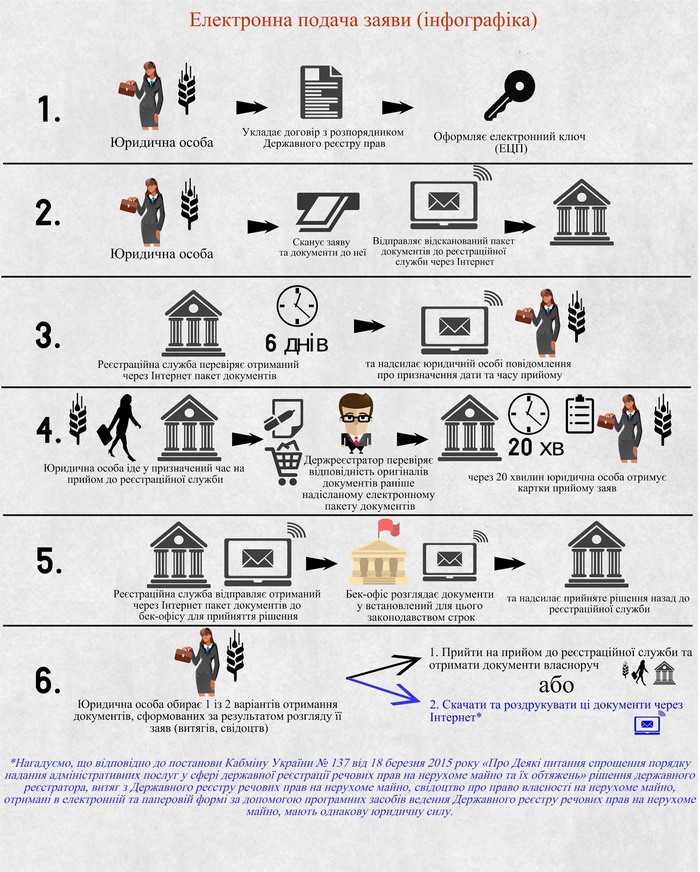 Електронна подача заяви (інфографіка)
1.
Юридична особа
Укладає договір з розпорядником
Державного реєстру прав
Оформляє електронний ключ
(ЕЦП)
2.
Юридична особа
Сканує заяву
та документи до неї
Відправляє відсканований пакет
документів до реєстраційної
служби через Інтернет
3.
6 днів
Реєстраційна служба перевіряє отриманий
через Інтернет пакет документів
та надсилає юридичній особі повідомлення
про призначення дати та часу прийому
4.
Юридична особа іде у призначений час на
прийом до реєстраційної служби
Держреєстратор перевіряє
відповідність оригіналів
документів раніше
надісланому електронному
пакету документів
20 хв
через 20 хвилин юридична особа отримує
картки прийому заяв
5.
Реєстраційна служба відправляє отриманий
через Інтернет пакет документів до
бек-офісу для прийняття рішення
Бек-офіс розглядає документи
у встановлений для цього
законодавством строк
та надсилає прийняте рішення назад до
реєстраційної служби
6.
Юридична особа обирає 1 із 2 варіантів отримання
документів, сформованих за результатом розгляду її
заяв (витягів, свідоцтв)
1. Прийти на прийом до реєстраційної служби та
отримати документи власноруч
або
2. Скачати та роздрукувати ці документи через
Інтернет*
*Нагадуємо, що відповідно до постанови Кабміну України № 137 від 18 березня 2015 року «Про Деякі питання спрощення порядку
надання адміністративних послуг у сфері державної реєстрації речових прав на нерухоме майно та їх обтяжень» рішення державного
реєстратора, витяг з Державного реєстру речових прав на нерухоме майно, свідоцтво про право власності на нерухоме майно,
отримані в електронній та паперовій формі за допомогою програмних засобів ведення Державного реєстру речових прав на нерухоме
майно, мають однакову юридичну силу.